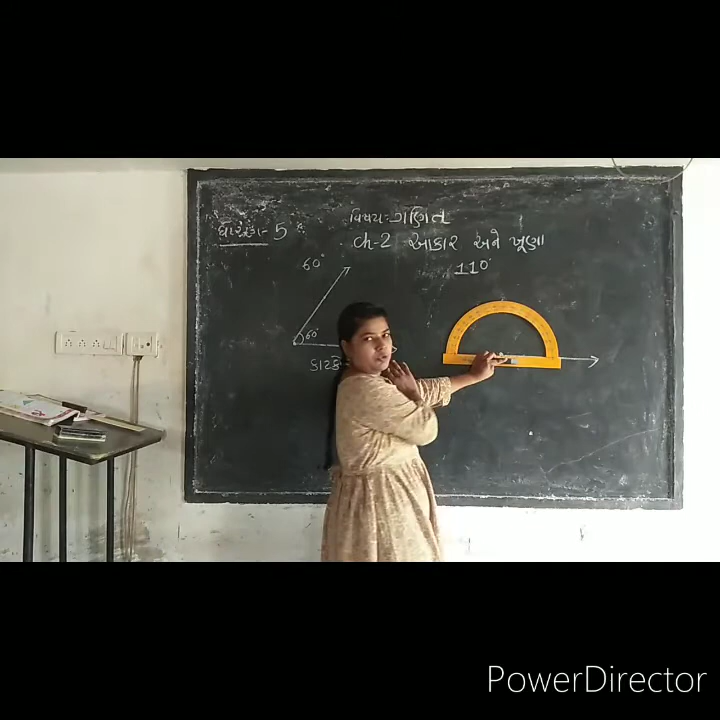 વિષય:- ગણિત
ધોરણ:- 5
ch-2 આકાર અને ખૂણા
60°
110°
60°
PowerDirector